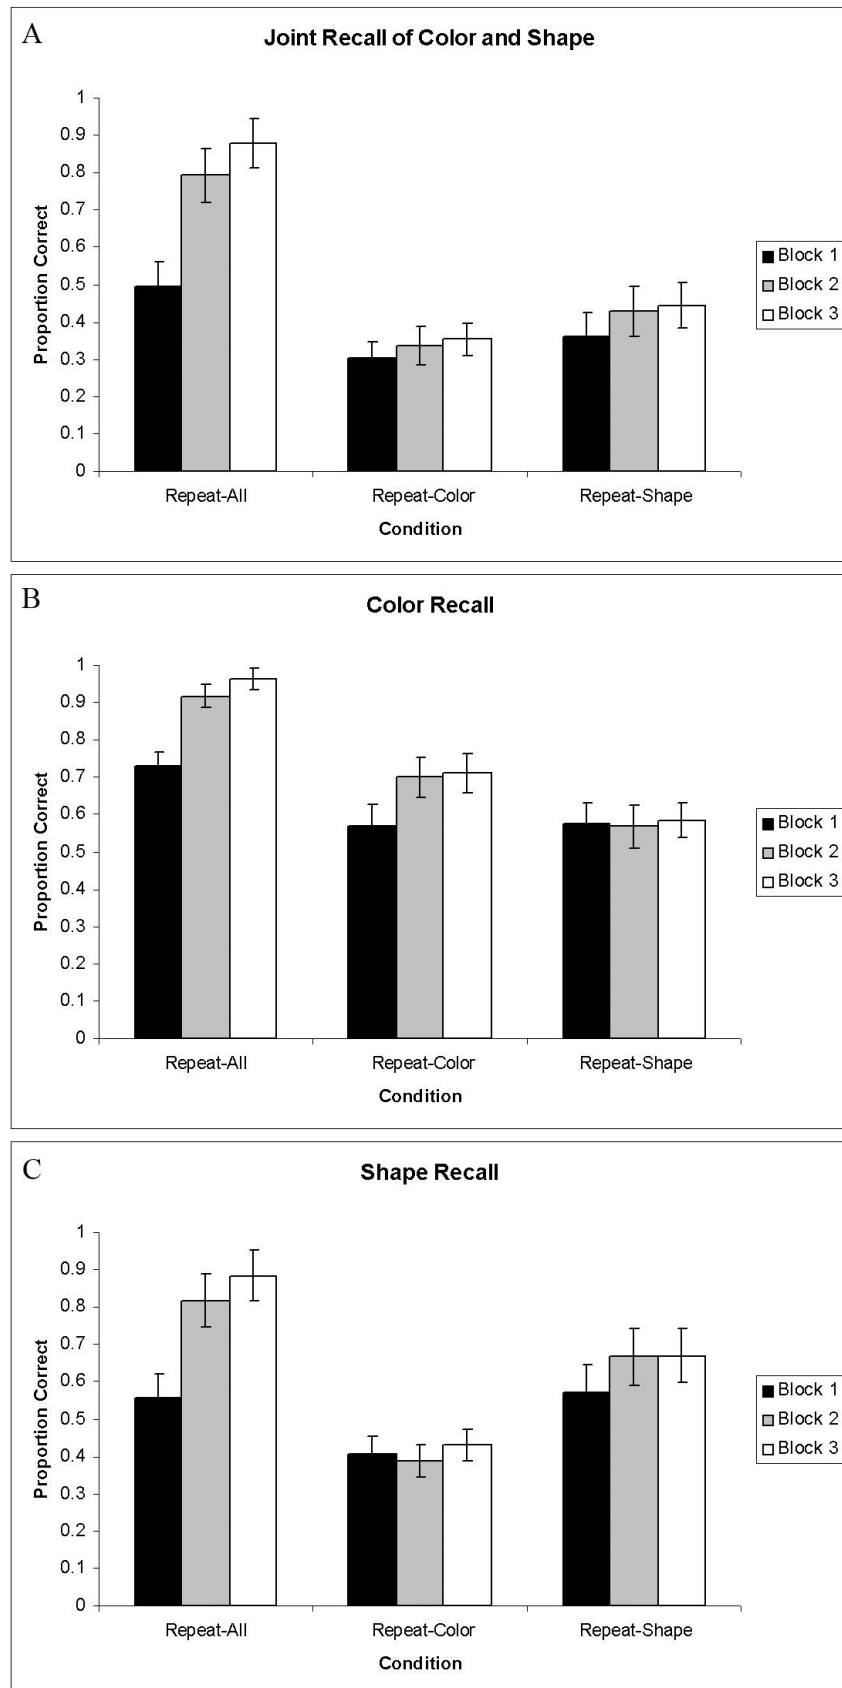 A
Joint Recall of Color and Shape
1
0.9
0.8
0.7
0.6
0.5
0.4
0.3
0.2
0.1
0
Proportion Correct
Repeat-All Repeat-Color Repeat-Shape
Condition
Block 1
Block 2
Block 3
B
Color Recall
1
0.9
0.8
0.7
0.6
0.5
0.4
0.3
0.2
0.1
0
Proportion Correct
Repeat-All Repeat-Color Repeat-Shape
Condition
Block 1
Block 2
Block 3
C
Shape Recall
1
0.9
0.8
0.7
0.6
0.5
0.4
0.3
0.2
0.1
0
Proportion Correct
Repeat-All Repeat-Color Repeat-Shape
Condition
Block 1
Block 2
Block 3